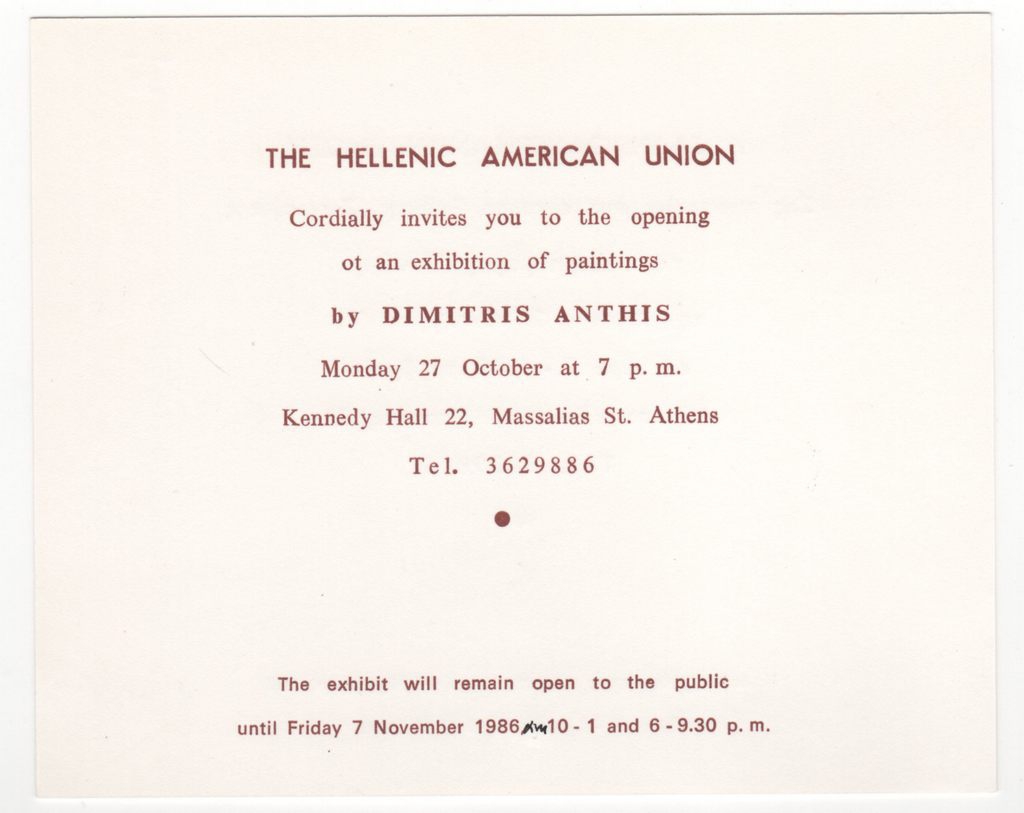 THE HELLENIC AMERICAN UNION
Cordially invites you to the opening
ot an exhibition of paintings
by DIMITRIS ANTHIS
Monday 27 October at 7 p. m.
Kennedy Hall 22, Massalias St. Athens
Tel. 3629886
The exhibit will remain open to the public
until Friday 7 November 1986 10 - 1 and 6 - 9.30 p. m.